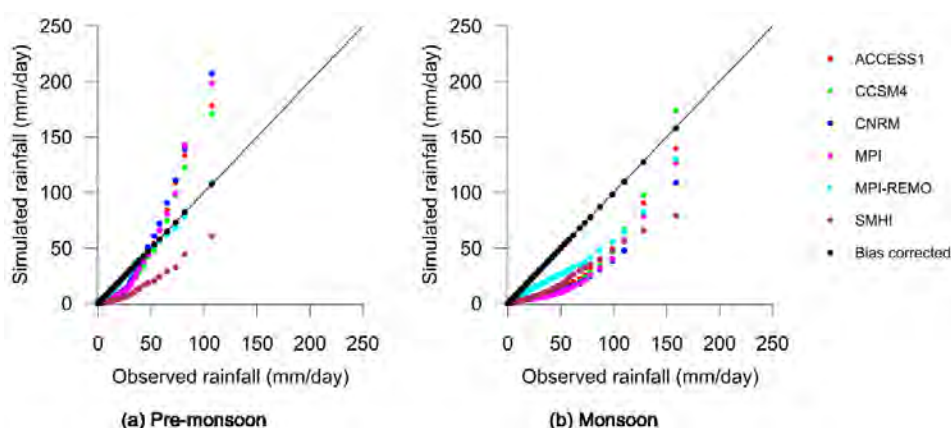 Simulated rainfall (mm/day)
250
200
150
100
50
0
0 50 100 150 200 250
Observed rainfall (mm/day)
(a) Pre-monsoon
Simulated rainfall (mm/day)
250
200
150
100
50
0
0 50 100 150 200 250
Observed rainfall (mm/day)
(b) Monsoon
ACCESS1
CCSM4
CNRM
MPI
MPI-REMO
SMHI
Bias corrected